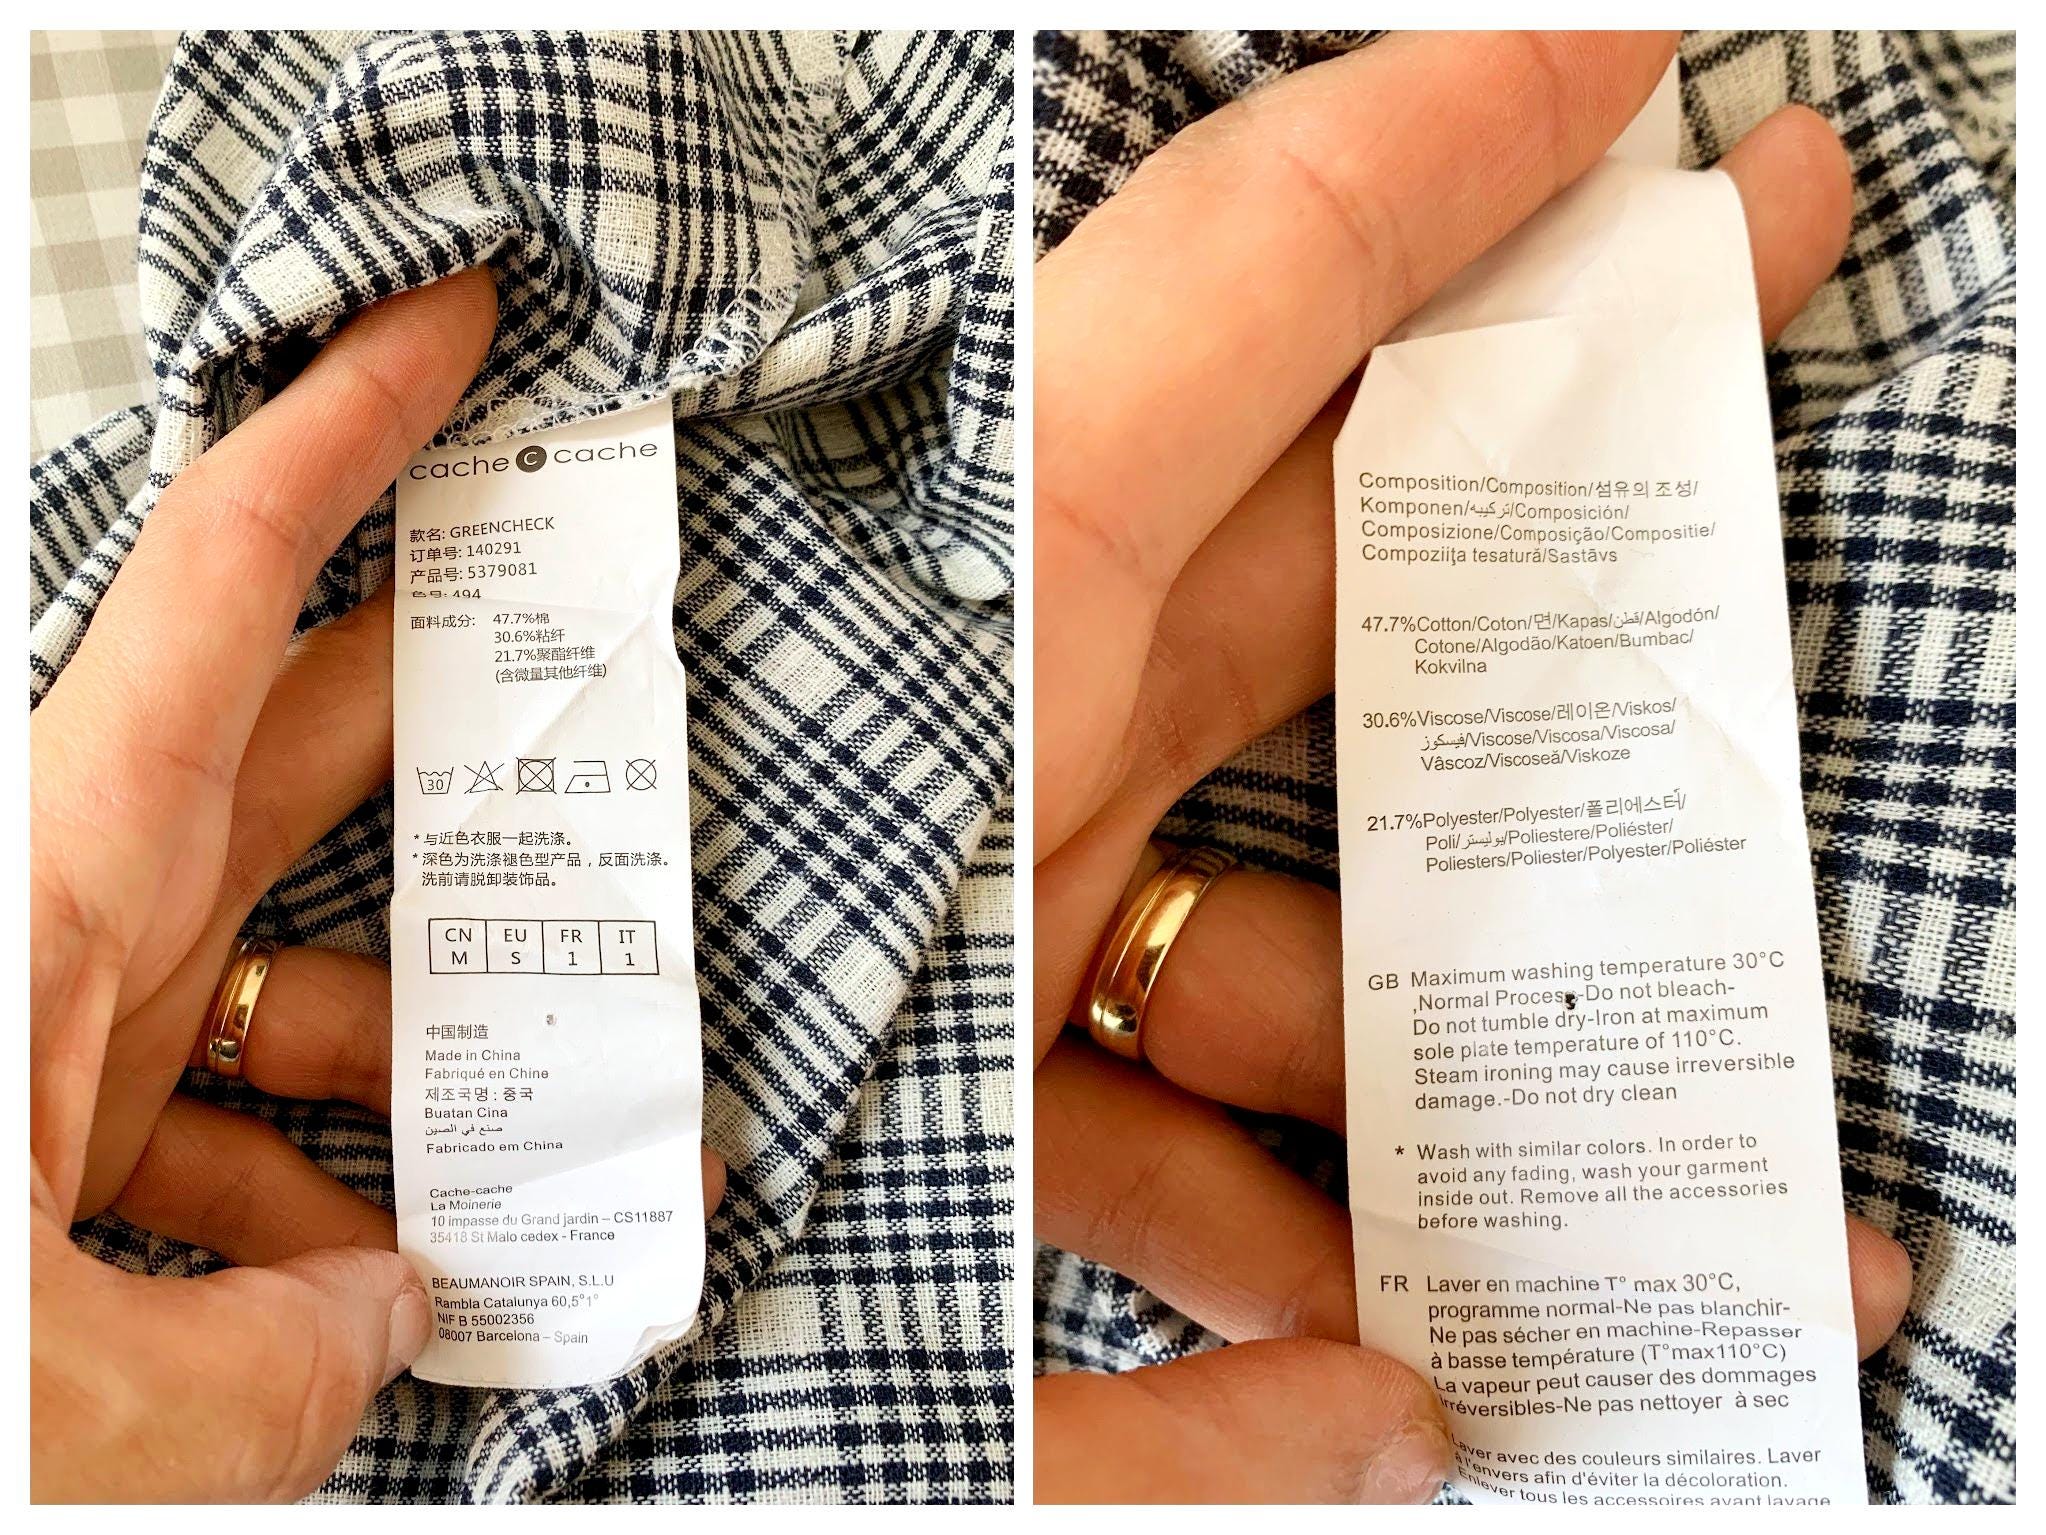 cache c cache
款名: GREENCHECK
订单号: 140291
产品号: 5379081
色号: 494
面料成分: 47.7%棉
30.6%粘纤
21.7%聚酯纤维
(含微量其他纤维)
30
* 与近色衣服一起洗涤。
* 深色为洗涤褪色型产品，反面洗涤。
洗前请脱卸装饰品。
CN EU FR IT
M S 1 1
中国制造
Made in China
Fabriqué en Chine
제조국명 : 중국
Buatan Cina
صنع في الصين
Fabricado em China
Cache-cache
La Moinerie
10 impasse du Grand jardin – CS11887
35418 St Malo cedex - France
BEAUMANOIR SPAIN, S.L.U
Rambla Catalunya 60,5°1°
NIF B 55002356
08007 Barcelona – Spain
Composition/Composition/섬유의 조성/
Komponen/تركيبه/Composición/
Composizione/Composição/Compositie/
Compoziiţa tesatură/Sastāvs
47.7%Cotton/Coton/면/Kapas/قطن/Algodón/
Cotone/Algodão/Katoen/Bumbac/
Kokvilna
30.6%Viscose/Viscose/레이온/Viskos/
فيسكوز/Viscose/Viscosa/Viscosa/
Vâscoz/Viscoseă/Viskoze
21.7%Polyester/Polyester/폴리에스터/
Poli/بوليستر/Poliestere/Poliéster/
Poliesters/Poliester/Polyester/Poliéster
GB Maximum washing temperature 30°C
,Normal Process-Do not bleach-
Do not tumble dry-Iron at maximum
sole plate temperature of 110°C.
Steam ironing may cause irreversible
damage.-Do not dry clean
* Wash with similar colors. In order to
avoid any fading, wash your garment
inside out. Remove all the accessories
before washing.
FR Laver en machine T° max 30°C,
programme normal-Ne pas blanchir-
Ne pas sécher en machine-Repasser
à basse température (T°max110°C)
La vapeur peut causer des dommages
irréversibles-Ne pas nettoyer à sec
Laver avec des couleurs similaires. Laver
à l'envers afin d'éviter la décoloration.
Enlever tous les accessoires avant lavage